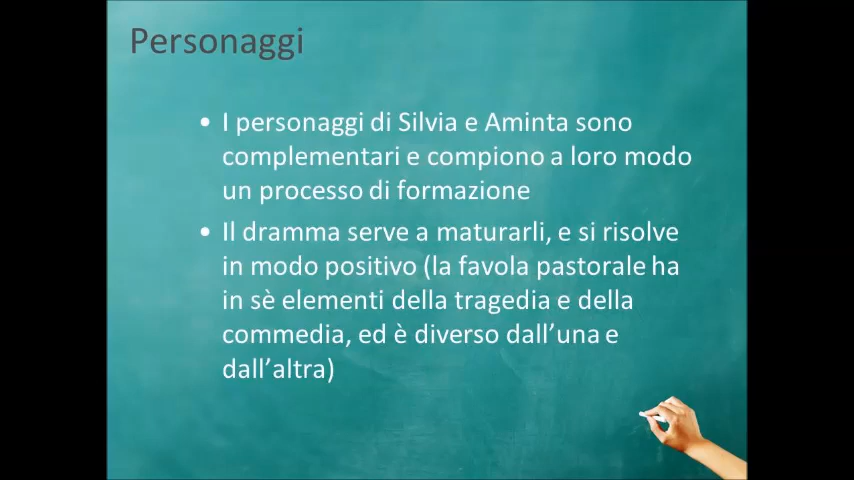 Personaggi
• I personaggi di Silvia e Aminta sono
complementari e compiono a loro modo
un processo di formazione
• Il dramma serve a maturarli, e si risolve
in modo positivo (la favola pastorale ha
in sè elementi della tragedia e della
commedia, ed è diverso dall’una e
dall’altra)